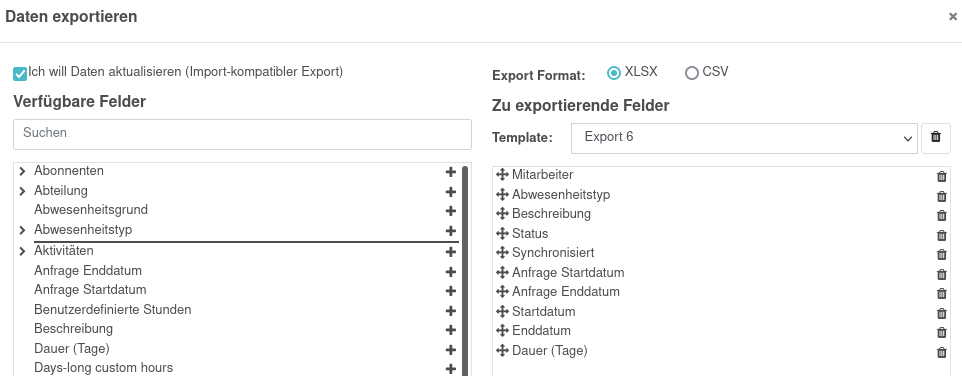 Daten exportieren
Ich will Daten aktualisieren (Import-kompatibler Export)
Verfügbare Felder
Suchen
Abonnenten
Abteilung
Abwesenheitsgrund
Abwesenheitstyp
Aktivitäten
Anfrage Enddatum
Anfrage Startdatum
Benutzerdefinierte Stunden
Beschreibung
Dauer (Tage)
Days-long custom hours
Export Format: XLSX CSV
Zu exportierende Felder
Template: Export 6
Mitarbeiter
Abwesenheitstyp
Beschreibung
Status
Synchronisiert
Anfrage Startdatum
Anfrage Enddatum
Startdatum
Enddatum
Dauer (Tage)